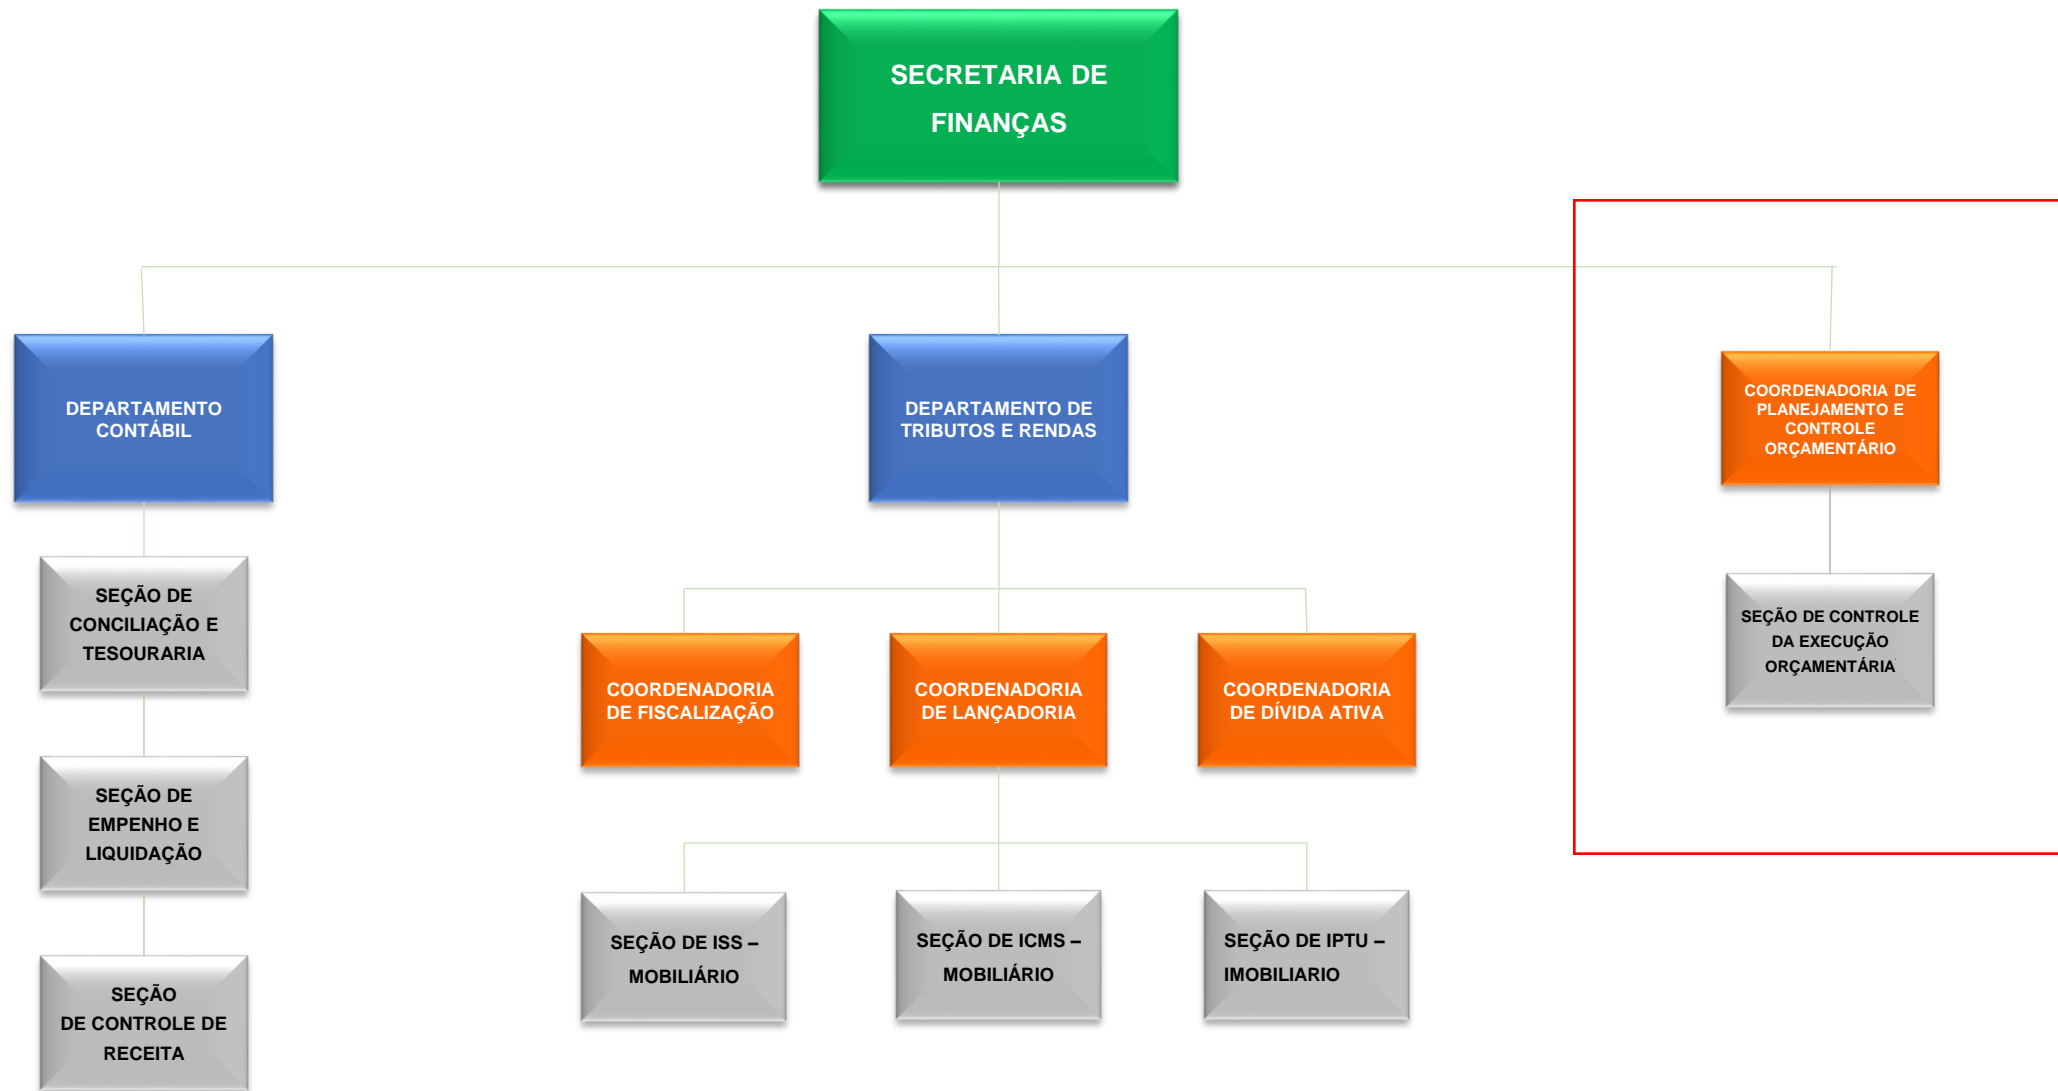 SECRETARIA DE
FINANÇAS
DEPARTAMENTO
CONTÁBIL
DEPARTAMENTO DE
TRIBUTOS E RENDAS
COORDENADORIA DE
PLANEJAMENTO E
CONTROLE
ORÇAMENTÁRIO
SEÇÃO DE
CONCILIAÇÃO E
TESOURARIA
SEÇÃO DE CONTROLE
DA EXECUÇÃO
ORÇAMENTÁRIA
COORDENADORIA
DE FISCALIZAÇÃO
COORDENADORIA
DE LANÇADORIA
COORDENADORIA
DE DÍVIDA ATIVA
SEÇÃO DE
EMPENHO E
LIQUIDAÇÃO
SEÇÃO DE ISS –
MOBILIÁRIO
SEÇÃO DE ICMS –
MOBILIÁRIO
SEÇÃO DE IPTU –
IMOBILIARIO
SEÇÃO
DE CONTROLE DE
RECEITA